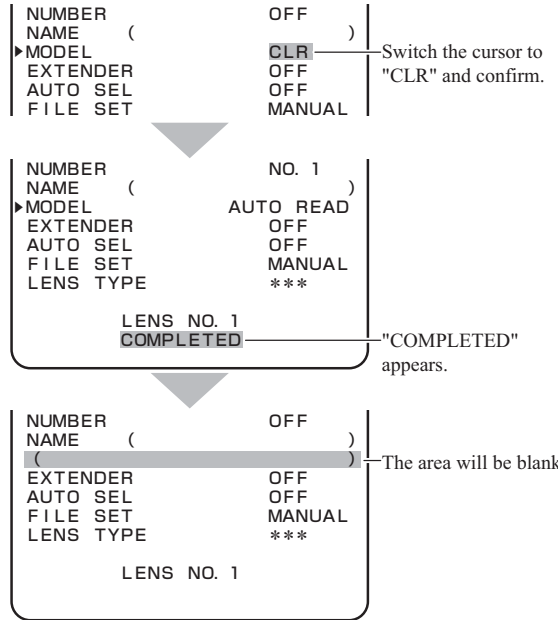 NUMBER OFF
NAME ( )
▶MODEL CLR
EXTENDER OFF
AUTO SEL OFF
FILE SET MANUAL
Switch the cursor to
"CLR" and confirm.
NUMBER NO. 1
NAME ( )
▶MODEL AUTO READ
EXTENDER OFF
AUTO SEL OFF
FILE SET MANUAL
LENS TYPE ***
LENS NO. 1
COMPLETED
"COMPLETED"
appears.
NUMBER OFF
NAME ( )
( )
The area will be blank
EXTENDER OFF
AUTO SEL OFF
FILE SET MANUAL
LENS TYPE ***
LENS NO. 1